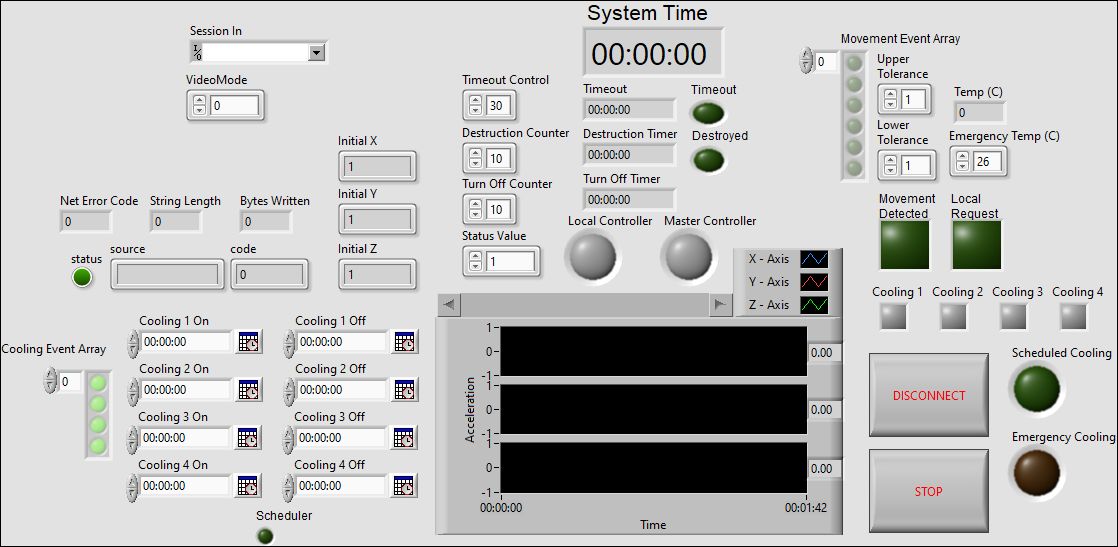 System Time
00:00:00
Session In
I/O
VideoMode
0
Timeout Control
30
Destruction Counter
10
Turn Off Counter
10
Status Value
1
Timeout
00:00:00
Destruction Timer
00:00:00
Turn Off Timer
00:00:00
Timeout
Destroyed
Local Controller
Master Controller
Movement Event Array
0
Upper
Tolerance
1
Lower
Tolerance
1
Temp (C)
0
Emergency Temp (C)
26
Movement
Detected
Local
Request
Initial X
1
Initial Y
1
Initial Z
1
Net Error Code
0
String Length
0
Bytes Written
0
status
source
code
0
Cooling Event Array
0
Cooling 1 On
00:00:00
Cooling 1 Off
00:00:00
Cooling 2 On
00:00:00
Cooling 2 Off
00:00:00
Cooling 3 On
00:00:00
Cooling 3 Off
00:00:00
Cooling 4 On
00:00:00
Cooling 4 Off
00:00:00
Scheduler
X - Axis
Y - Axis
Z - Axis
Acceleration
1
0
-1
0.00
1
0
-1
0.00
1
0
-1
0.00
00:00:00
00:01:42
Time
Cooling 1
Cooling 2
Cooling 3
Cooling 4
DISCONNECT
STOP
Scheduled Cooling
Emergency Cooling